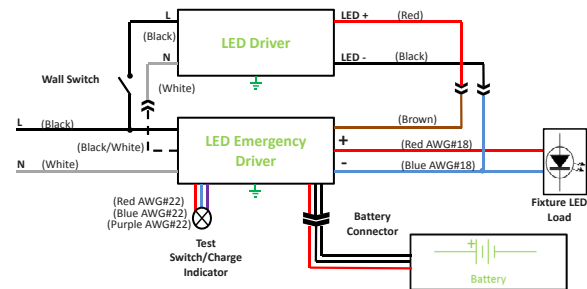 L
(Black)
LED Driver
LED +
(Red)
N
(White)
LED -
(Black)
Wall Switch
L
(Black)
(Brown)
(Black/White)
LED Emergency
Driver
+
(Red AWG#18)
N
(White)
-
(Blue AWG#18)
(Red AWG#22)
(Blue AWG#22)
(Purple AWG#22)
Fixture LED
Load
Test
Switch/Charge
Indicator
Battery
Connector
+
Battery